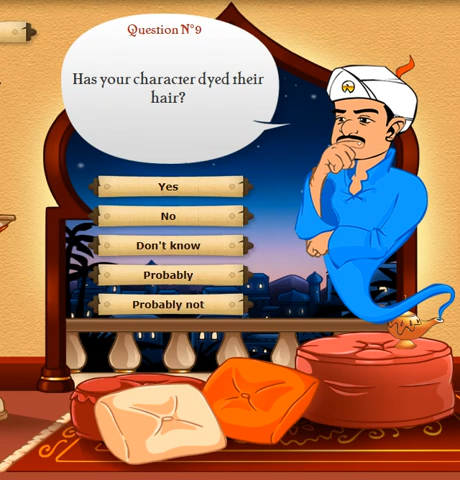 Question N°9
Has your character dyed their
hair?
Yes
No
Don't know
Probably
Probably not